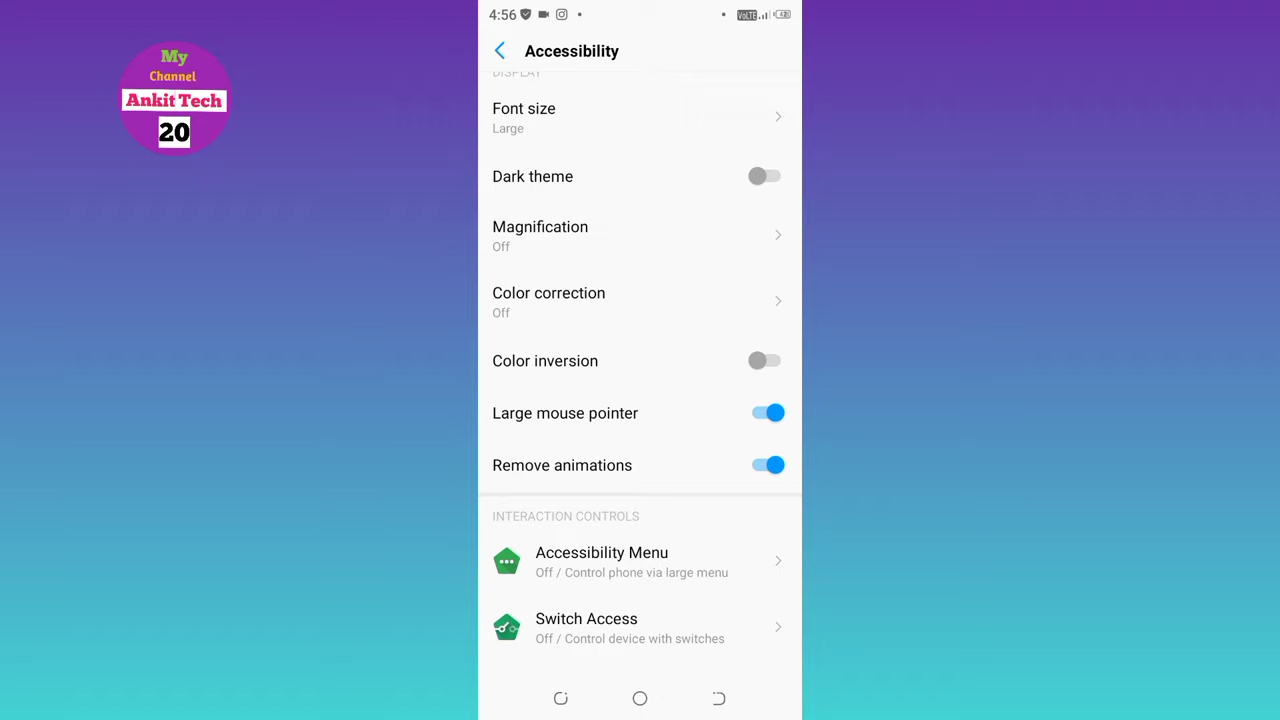 My
Channel
Ankit Tech
20
4:56
VoLTE
Accessibility
DISPLAY
Font size
Large
Dark theme
Magnification
Off
Color correction
Off
Color inversion
Large mouse pointer
Remove animations
INTERACTION CONTROLS
Accessibility Menu
Off / Control phone via large menu
Switch Access
Off / Control device with switches